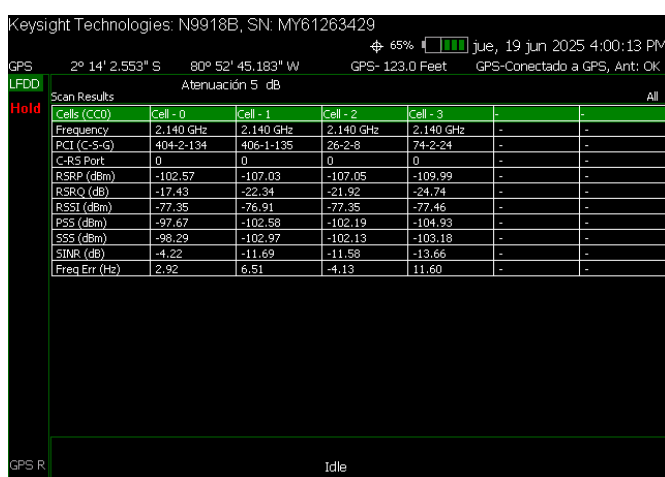 Keysight Technologies: N9918B, SN: MY61263429
65% jue, 19 jun 2025 4:00:13 PM
GPS 2º 14' 2.553" S 80º 52' 45.183" W GPS- 123.0 Feet GPS-Conectado a GPS, Ant: OK
LFDD Atenuación 5 dB
Scan Results All
Hold
Cells (CC0) Cell - 0 Cell - 1 Cell - 2 Cell - 3 - -
Frequency 2.140 GHz 2.140 GHz 2.140 GHz 2.140 GHz - -
PCI (C-S-G) 404-2-134 406-1-135 26-2-8 74-2-24 - -
C-RS Port 0 0 0 0 - -
RSRP (dBm) -102.57 -107.03 -107.05 -109.99 - -
RSRQ (dB) -17.43 -22.34 -21.92 -24.74 - -
RSSI (dBm) -77.35 -76.91 -77.35 -77.46 - -
PSS (dBm) -97.67 -102.58 -102.19 -104.93 - -
SSS (dBm) -98.29 -102.97 -102.13 -103.18 - -
SINR (dB) -4.22 -11.69 -11.58 -13.66 - -
Freq Err (Hz) 2.92 6.51 -4.13 11.60 - -
GPS R Idle